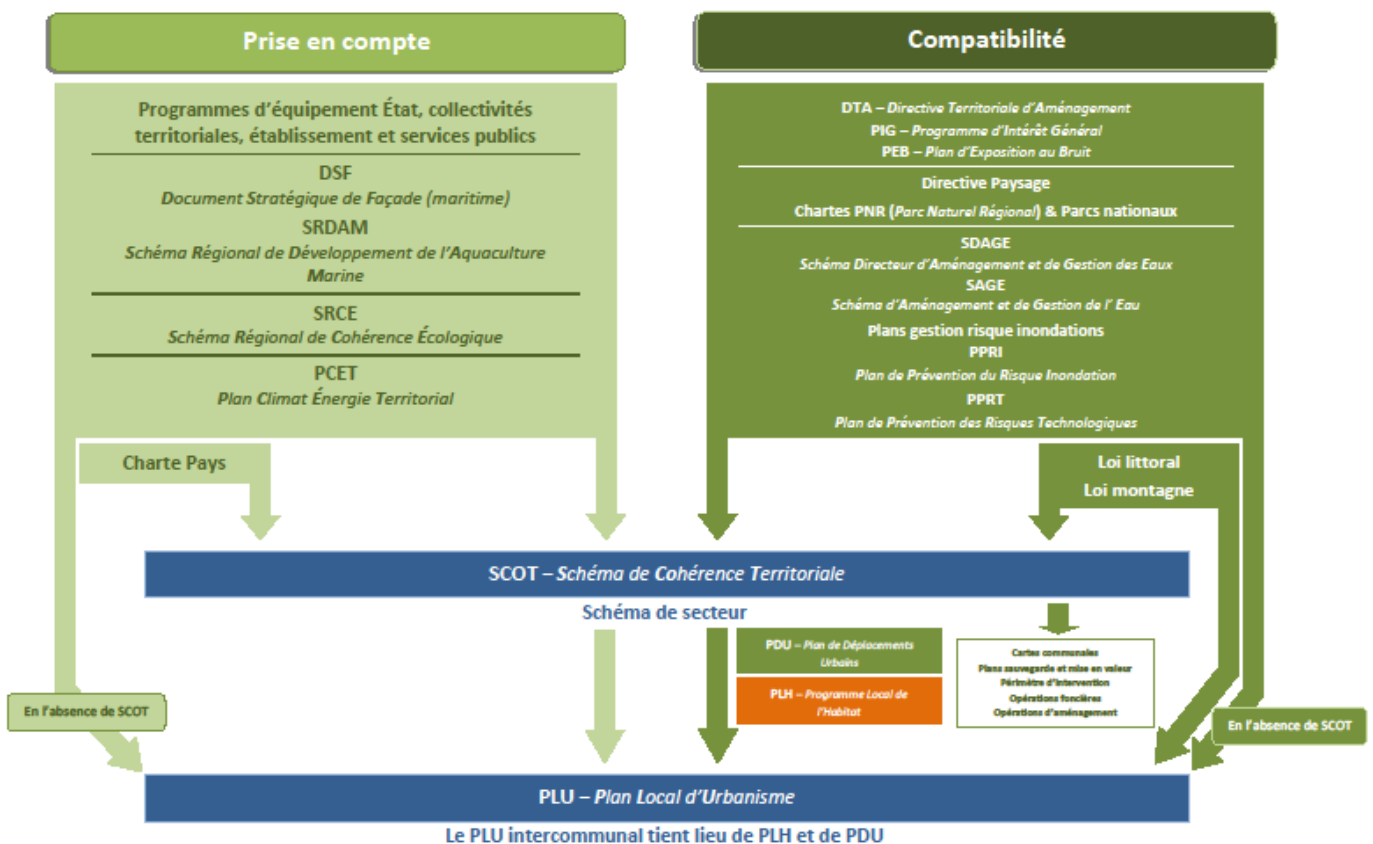 Prise en compte
Programmes d'équipement État, collectivités
territoriales, établissement et services publics
DSF
Document Stratégique de Façade (maritime)
SRDAM
Schéma Régional de Développement de l'Aquaculture
Marine
SRCE
Schéma Régional de Cohérence Écologique
PCET
Plan Climat Énergie Territorial
Charte Pays
Compatibilité
DTA – Directive Territoriale d'Aménagement
PIG – Programme d'Intérêt Général
PEB – Plan d'Exposition au Bruit
Directive Paysage
Chartes PNR (Parc Naturel Régional) & Parcs nationaux
SDAGE
Schéma Directeur d'Aménagement et de Gestion des Eaux
SAGE
Schéma d'Aménagement et de Gestion de l' Eau
Plans gestion risque inondations
PPRI
Plan de Prévention du Risque Inondation
PPRT
Plan de Prévention des Risques Technologiques
Loi littoral
Loi montagne
SCOT – Schéma de Cohérence Territoriale
Schéma de secteur
PDU – Plan de Déplacements
Urbains
PLH – Programme Local de
l'Habitat
Cartes communales
Plans sauvegarde et mise en valeur
Périmètre d'intervention
Opérations foncières
Opérations d'aménagement
En l'absence de SCOT
En l'absence de SCOT
PLU – Plan Local d'Urbanisme
Le PLU intercommunal tient lieu de PLH et de PDU